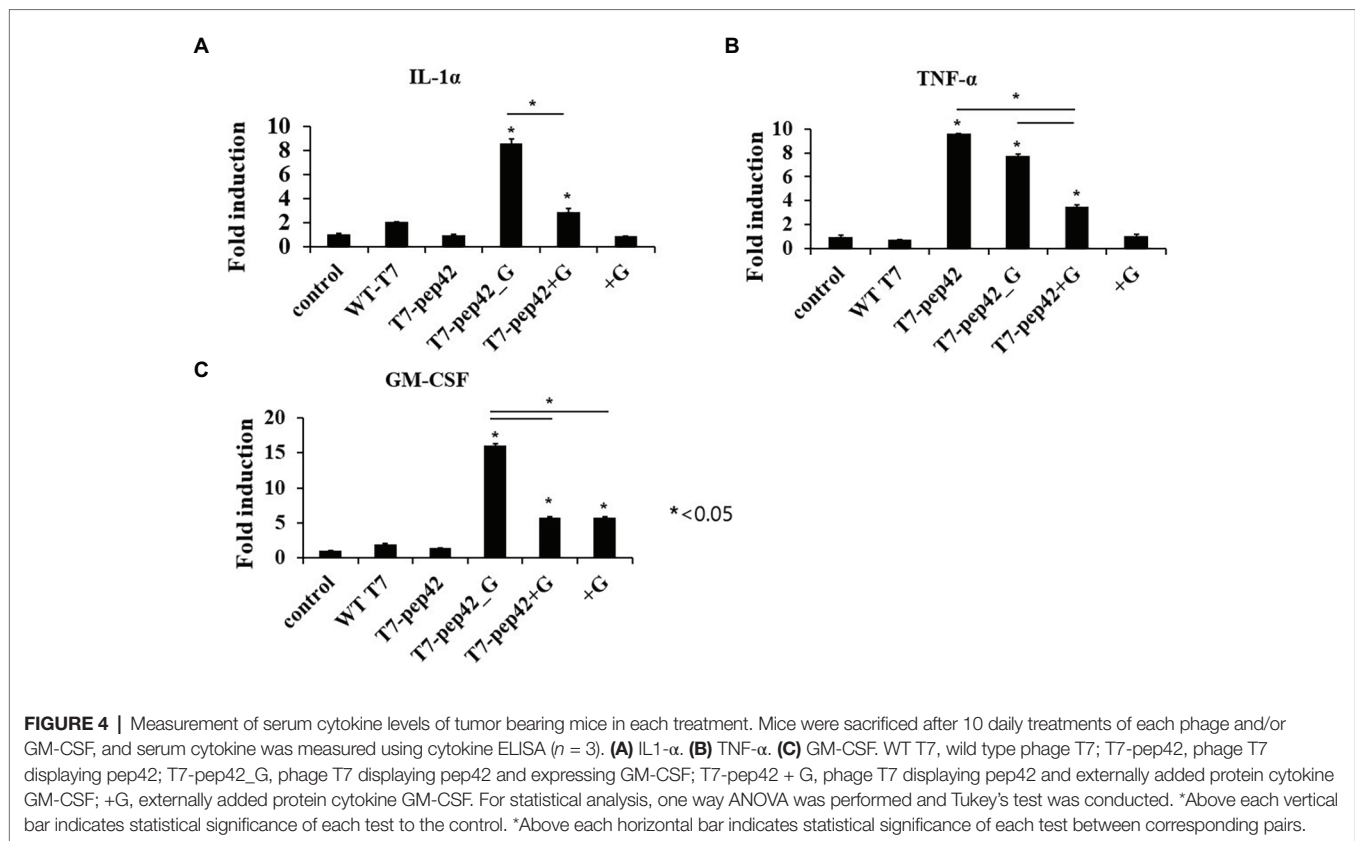 A
IL-1α
*
*
*
Fold induction
10
8
6
4
2
0
control
WT-T7
T7-pep42
T7-pep42_G
T7-pep42+G
+G
B
TNF-α
*
*
*
*
Fold induction
10
8
6
4
2
0
control
WT T7
T7-pep42
T7-pep42_G
T7-pep42+G
+G
C
GM-CSF
*
*
*
*
Fold induction
20
15
10
5
0
control
WT T7
T7-pep42
T7-pep42_G
T7-pep42+G
+G
*<0.05
FIGURE 4 | Measurement of serum cytokine levels of tumor bearing mice in each treatment. Mice were sacrificed after 10 daily treatments of each phage and/or
GM-CSF, and serum cytokine was measured using cytokine ELISA (n = 3). (A) IL1-α. (B) TNF-α. (C) GM-CSF. WT T7, wild type phage T7; T7-pep42, phage T7
displaying pep42; T7-pep42_G, phage T7 displaying pep42 and expressing GM-CSF; T7-pep42 + G, phage T7 displaying pep42 and externally added protein cytokine
GM-CSF; +G, externally added protein cytokine GM-CSF. For statistical analysis, one way ANOVA was performed and Tukey's test was conducted. *Above each vertical
bar indicates statistical significance of each test to the control. *Above each horizontal bar indicates statistical significance of each test between corresponding pairs.